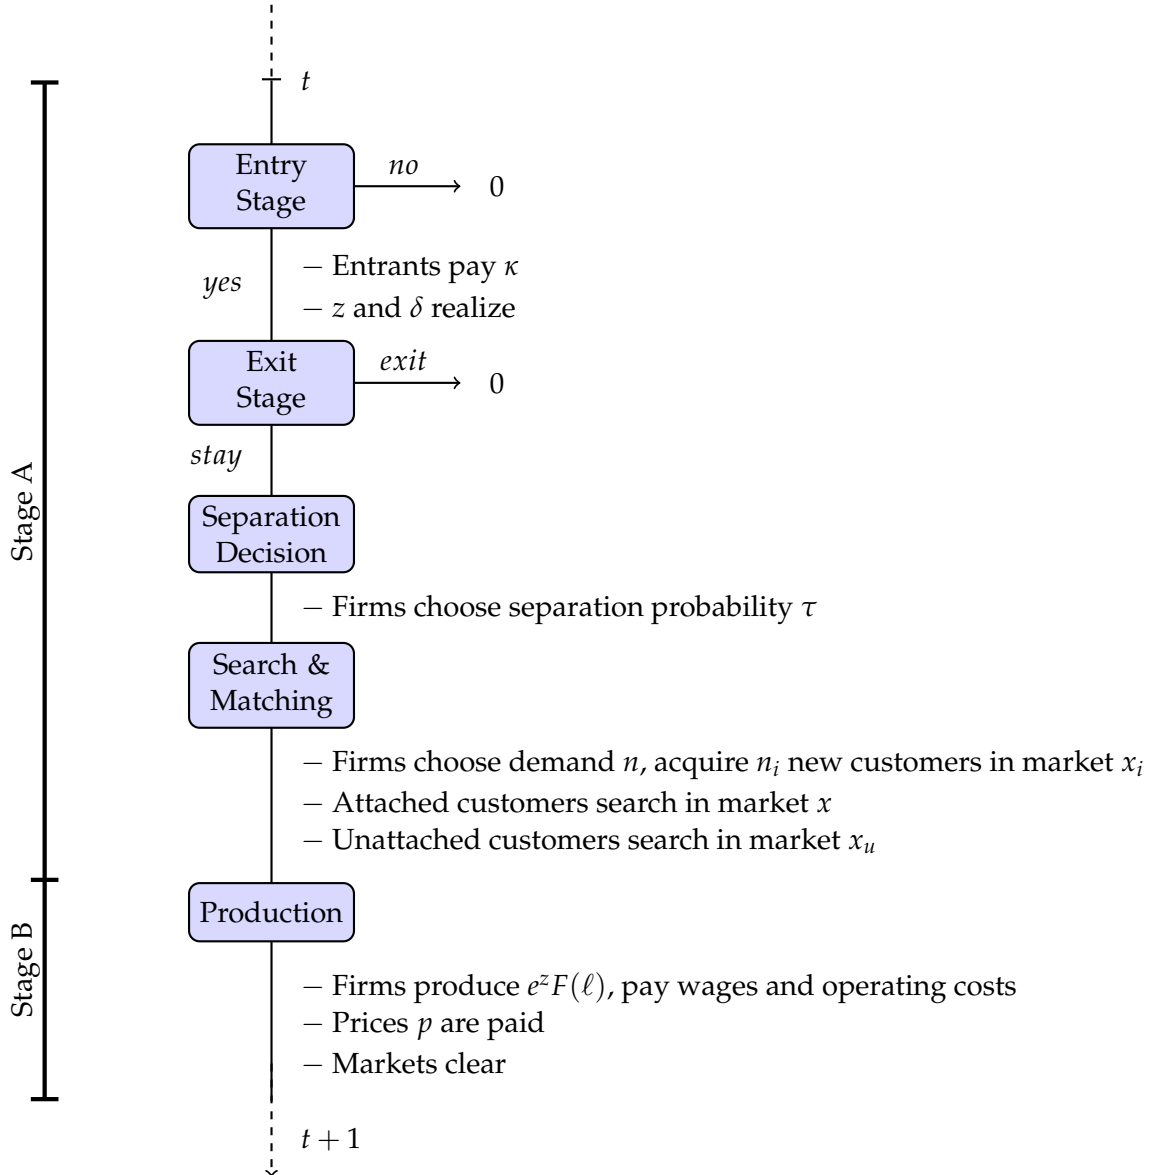 t
Entry
Stage
no
0
yes
– Entrants pay κ
– z and δ realize
Exit
Stage
exit
0
stay
Stage A
Separation
Decision
– Firms choose separation probability τ
Search &
Matching
– Firms choose demand n, acquire nᵢ new customers in market xᵢ
– Attached customers search in market x
– Unattached customers search in market xᵤ
Production
Stage B
– Firms produce eᶻF(ℓ), pay wages and operating costs
– Prices p are paid
– Markets clear
t + 1